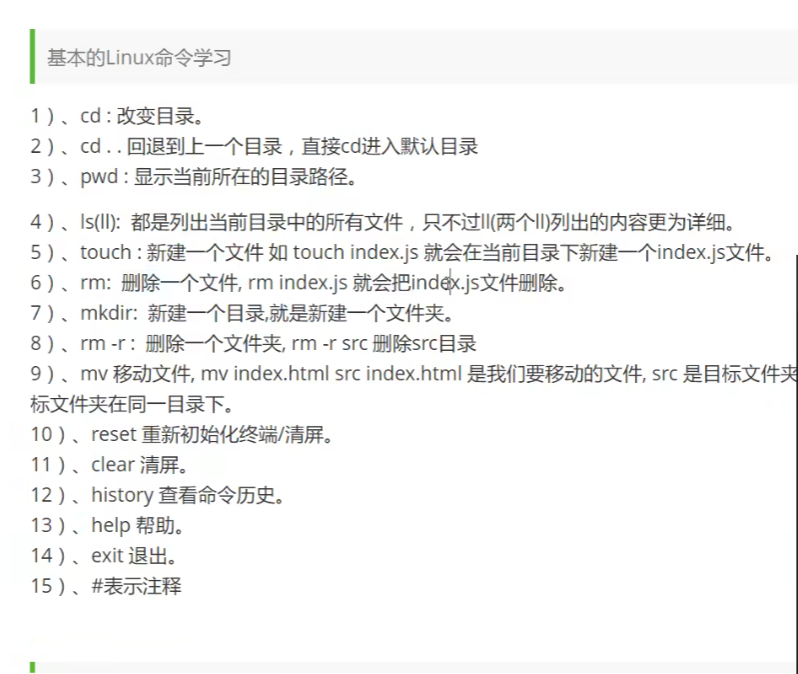 基本的Linux命令学习
1）、cd : 改变目录。
2）、cd . . 回退到上一个目录，直接cd进入默认目录
3）、pwd : 显示当前所在的目录路径。
4）、ls(ll):  都是列出当前目录中的所有文件，只不过ll(两个ll)列出的内容更为详细。
5）、touch : 新建一个文件 如 touch index.js 就会在当前目录下新建一个index.js文件。
6）、rm:  删除一个文件, rm index.js 就会把index.js文件删除。
7）、mkdir:  新建一个目录,就是新建一个文件夹。
8）、rm -r :  删除一个文件夹, rm -r src 删除src目录
9）、mv 移动文件, mv index.html src index.html 是我们要移动的文件, src 是目标文件夹
标文件夹在同一目录下。
10）、reset 重新初始化终端/清屏。
11）、clear 清屏。
12）、history 查看命令历史。
13）、help 帮助。
14）、exit 退出。
15）、#表示注释